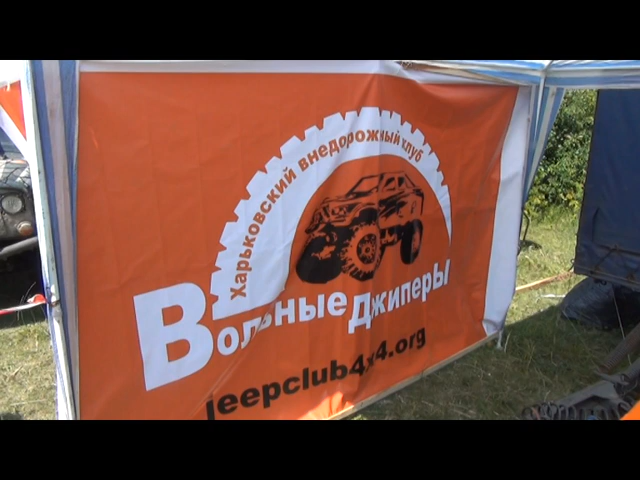 Харьковский внедорожный клуб
Вольные ДжиперЫ
jeepclub4x4.org